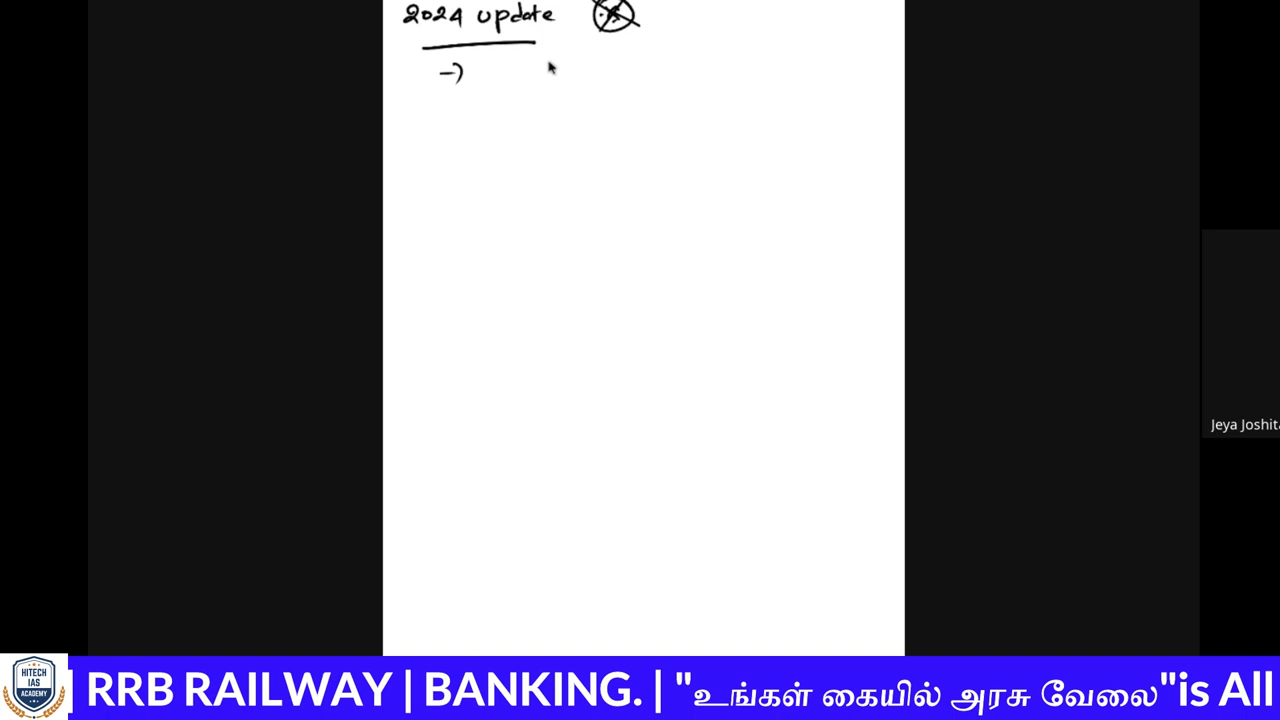 2024 update
→
Jeya Joshit
HITECH
IAS
ACADEMY
| RRB RAILWAY | BANKING. | "உங்கள் கையில் அரசு வேலை"is All